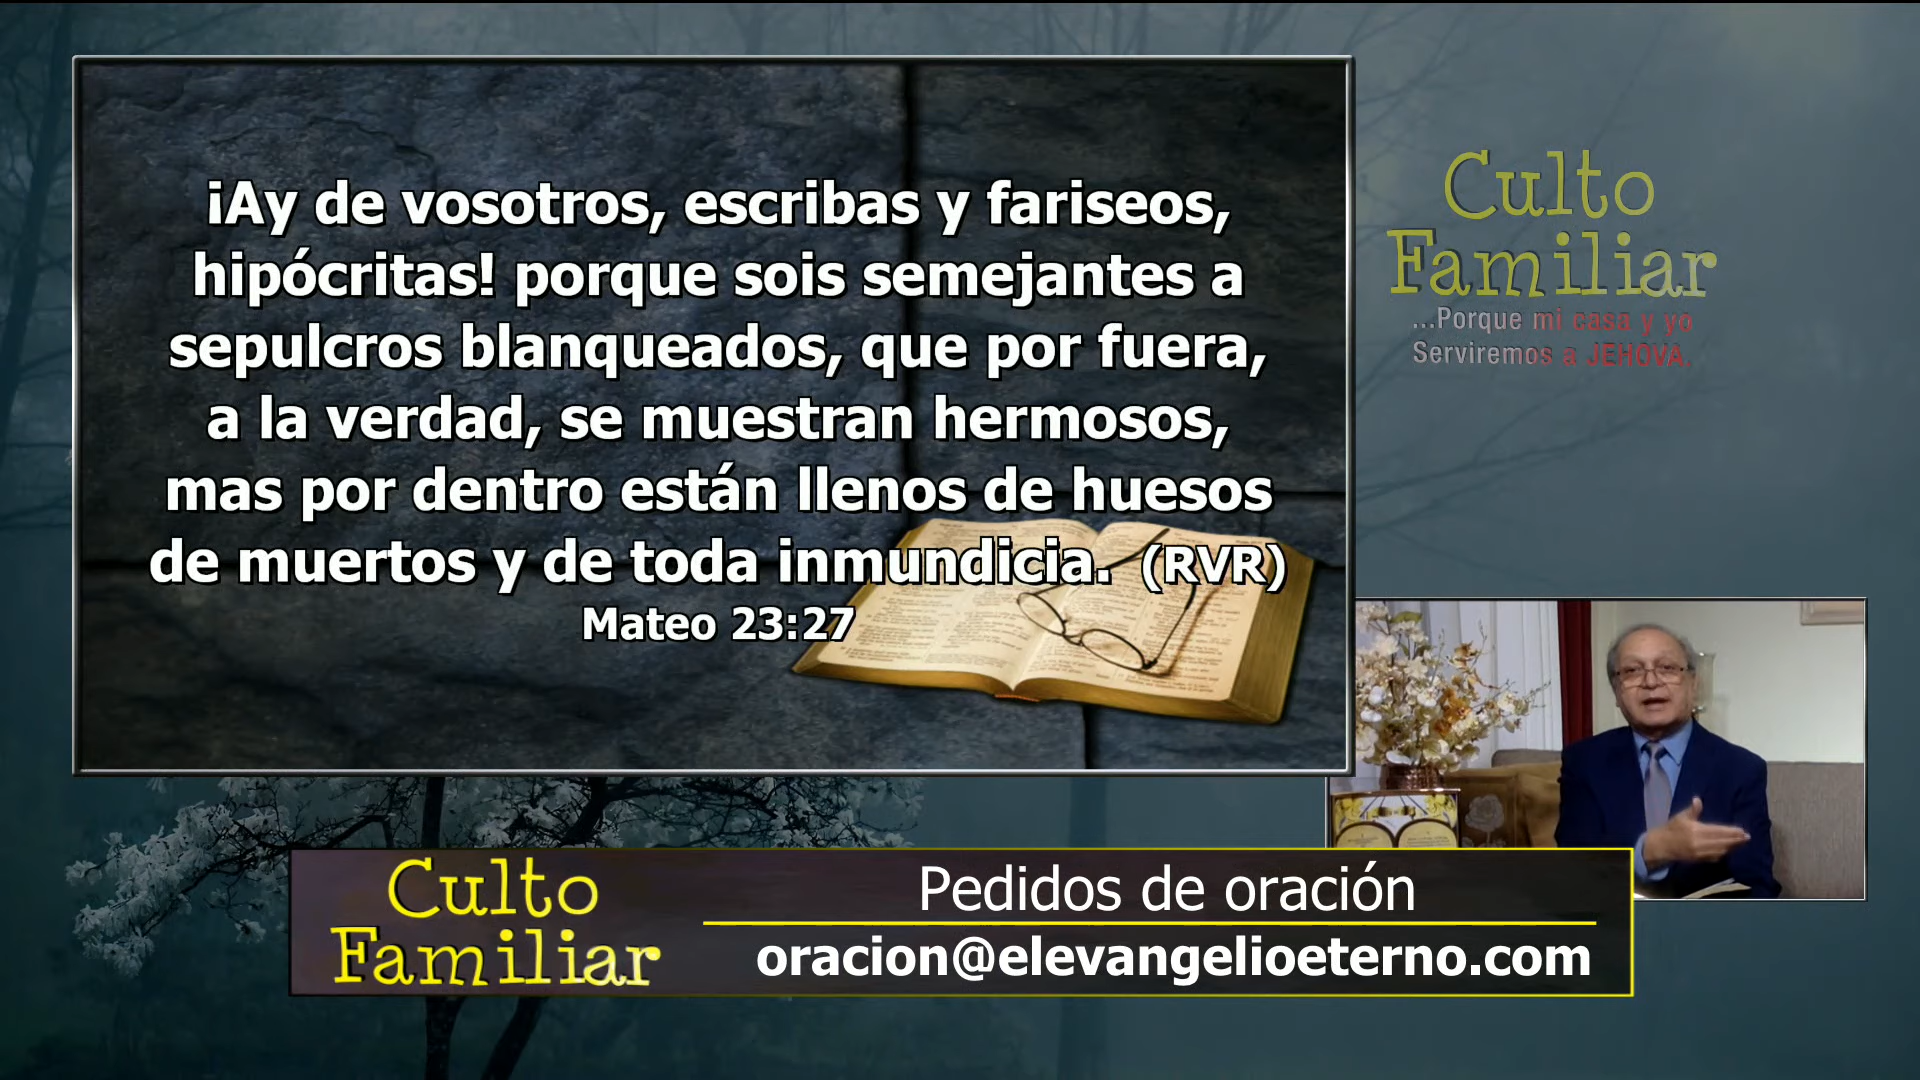 ¡Ay de vosotros, escribas y fariseos,
hipócritas! porque sois semejantes a
sepulcros blanqueados, que por fuera,
a la verdad, se muestran hermosos,
mas por dentro están llenos de huesos
de muertos y de toda inmundicia. (RVR)
Mateo 23:27
Culto
Familiar
...Porque mi casa y yo
Serviremos a JEHOVA.
Culto
Familiar
Pedidos de oración
oracion@elevangelioeterno.com